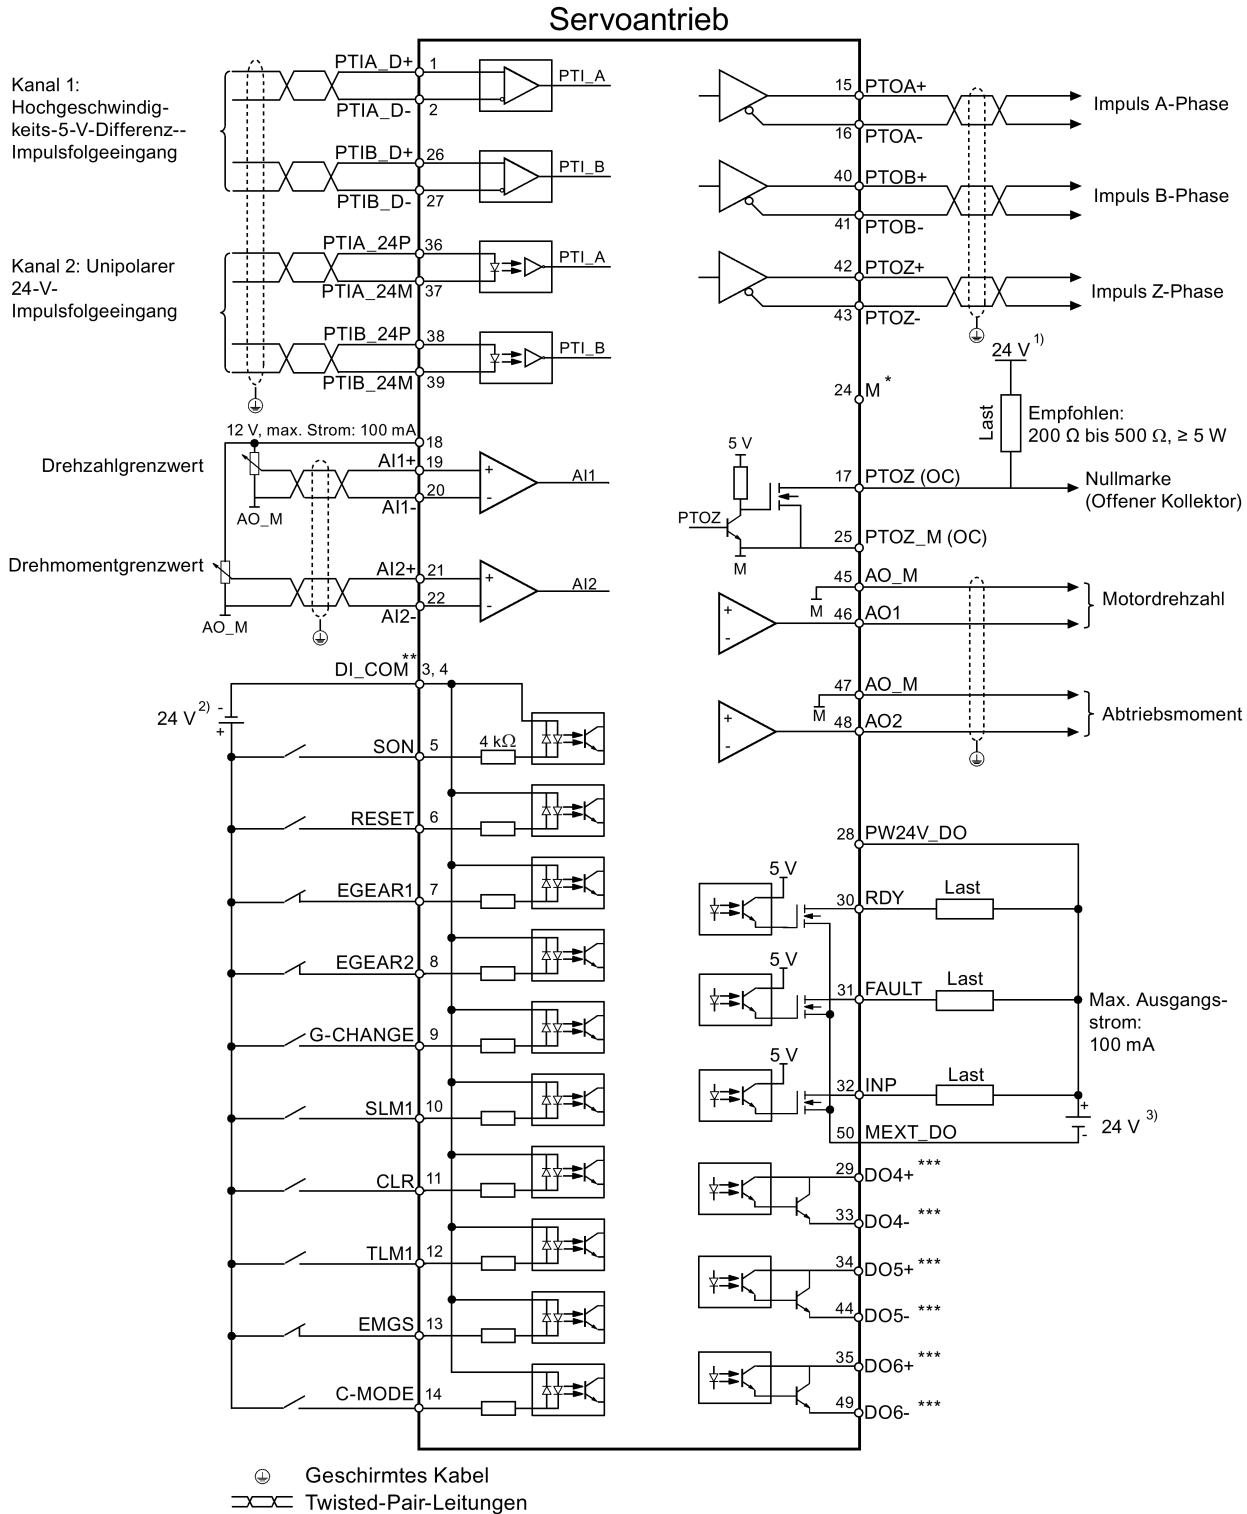 Servoantrieb
Kanal 1:
Hochgeschwindig-
keits-5-V-Differenz--
Impulsfolgeeingang
PTIA_D+ 1
PTIA_D- 2
PTI_A
PTIB_D+ 26
PTIB_D- 27
PTI_B
Kanal 2: Unipolarer
24-V-
Impulsfolgeeingang
PTIA_24P 36
PTIA_24M 37
PTI_A
PTIB_24P 38
PTIB_24M 39
PTI_B
12 V, max. Strom: 100 mA 18
Drehzahlgrenzwert
AI1+ 19
AI1- 20
+
-
AI1
AO_M
Drehmomentgrenzwert
AI2+ 21
AI2- 22
+
-
AI2
AO_M
DI_COM** 3, 4
24 V 2)
-
+
SON 5
4 kΩ
RESET 6
EGEAR1 7
EGEAR2 8
G-CHANGE 9
SLM1 10
CLR 11
TLM1 12
EMGS 13
C-MODE 14
15 PTOA+
16 PTOA-
Impuls A-Phase
40 PTOB+
41 PTOB-
Impuls B-Phase
42 PTOZ+
43 PTOZ-
Impuls Z-Phase
24 M *
24 V 1)
Last
Empfohlen:
200 Ω bis 500 Ω, ≥ 5 W
5 V
PTOZ
M
17 PTOZ (OC)
Nullmarke
(Offener Kollektor)
25 PTOZ_M (OC)
45 AO_M
M
46 AO1
+
-
Motordrehzahl
47 AO_M
M
48 AO2
+
-
Abtriebsmoment
28 PW24V_DO
5 V
30 RDY
Last
5 V
31 FAULT
Last
Max. Ausgangs-
strom:
100 mA
5 V
32 INP
Last
+
24 V 3)
-
50 MEXT_DO
29 DO4+ ***
33 DO4- ***
34 DO5+ ***
44 DO5- ***
35 DO6+ ***
49 DO6- ***
Geschirmtes Kabel
Twisted-Pair-Leitungen